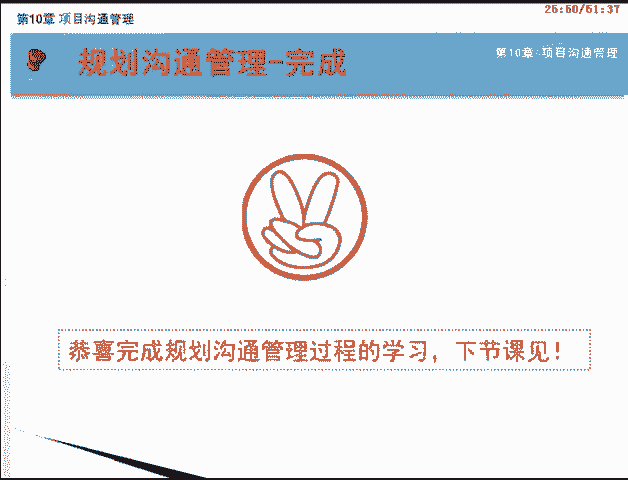 第10章 项目沟通管理
25:50/51:37
规划沟通管理-完成
第10章-项目沟通管理
恭喜完成规划沟通管理过程的学习，下节课见！